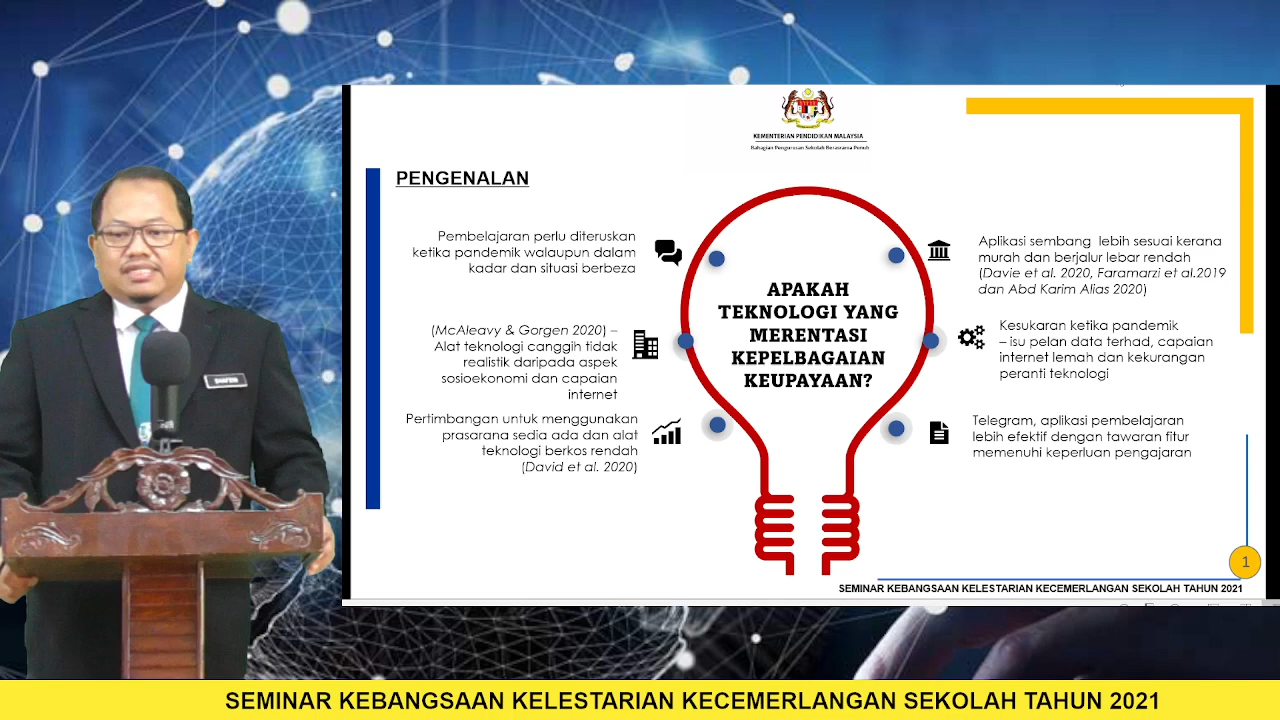 KEMENTERIAN PENDIDIKAN MALAYSIA
Bahagian Pengurusan Sekolah Berasrama Penuh
PENGENALAN
Pembelajaran perlu diteruskan
ketika pandemik walaupun dalam
kadar dan situasi berbeza
(McAleavy & Gorgen 2020) –
Alat teknologi canggih tidak
realistik daripada aspek
sosioekonomi dan capaian
internet
Pertimbangan untuk menggunakan
prasarana sedia ada dan alat
teknologi berkos rendah
(David et al. 2020)
APAKAH
TEKNOLOGI YANG
MERENTASI
KEPELBAGAIAN
KEUPAYAAN?
Aplikasi sembang lebih sesuai kerana
murah dan berjalur lebar rendah
(Davie et al. 2020, Faramarzi et al.2019
dan Abd Karim Alias 2020)
Kesukaran ketika pandemik
– isu pelan data terhad, capaian
internet lemah dan kekurangan
peranti teknologi
Telegram, aplikasi pembelajaran
lebih efektif dengan tawaran fitur
memenuhi keperluan pengajaran
1
SEMINAR KEBANGSAAN KELESTARIAN KECEMERLANGAN SEKOLAH TAHUN 2021
SEMINAR KEBANGSAAN KELESTARIAN KECEMERLANGAN SEKOLAH TAHUN 2021